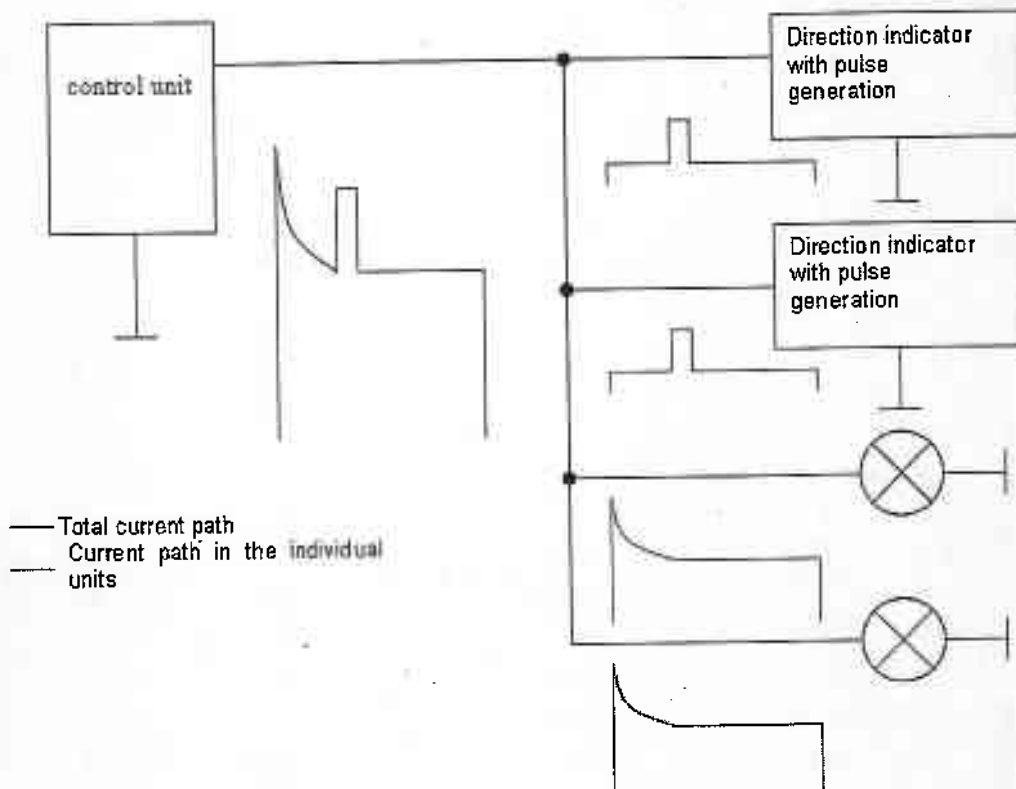 control unit
Direction indicator
with pulse
generation
Direction indicator
with pulse
generation
Total current path
Current path in the individual
units